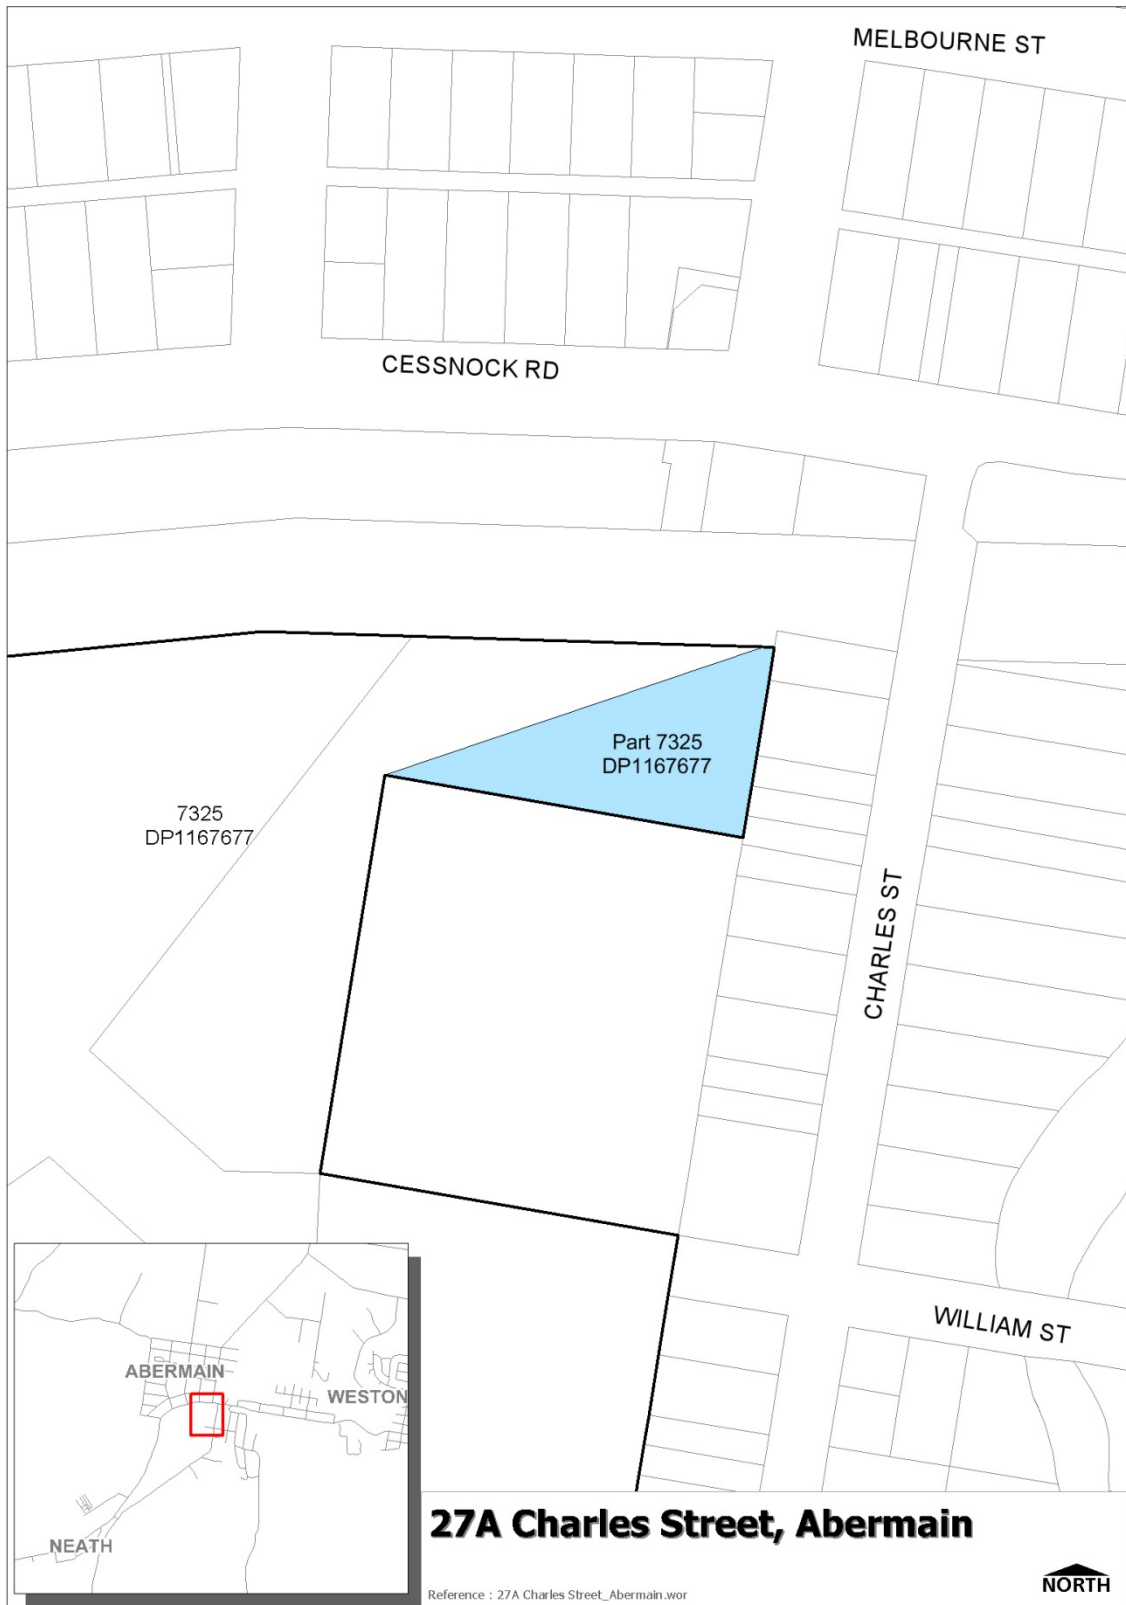 MELBOURNE ST
CESSNOCK RD
Part 7325
DP1167677
7325
DP1167677
CHARLES ST
WILLIAM ST
ABERMAIN
WESTON
NEATH
27A Charles Street, Abermain
Reference : 27A Charles Street_Abermain.wor
NORTH